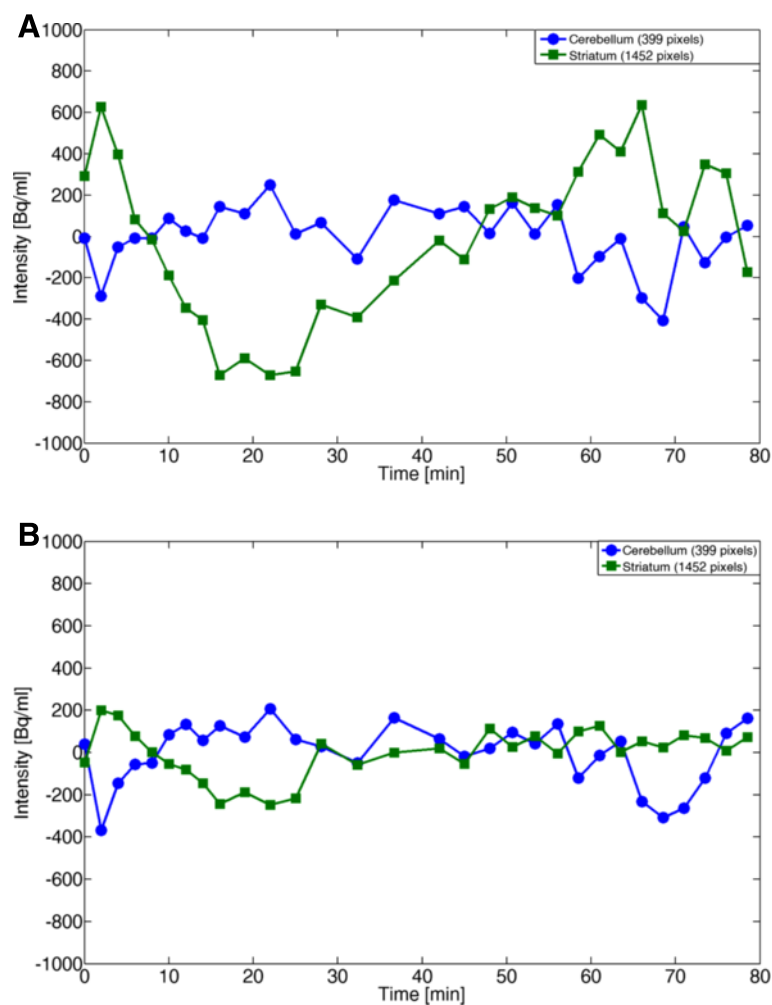 A
1000
800
600
400
200
0
-200
-400
-600
-800
-1000
Intensity [Bq/ml]
Cerebellum (399 pixels)
Striatum (1452 pixels)
0 10 20 30 40 50 60 70 80
Time [min]
B
1000
800
600
400
200
0
-200
-400
-600
-800
-1000
Intensity [Bq/ml]
Cerebellum (399 pixels)
Striatum (1452 pixels)
0 10 20 30 40 50 60 70 80
Time [min]